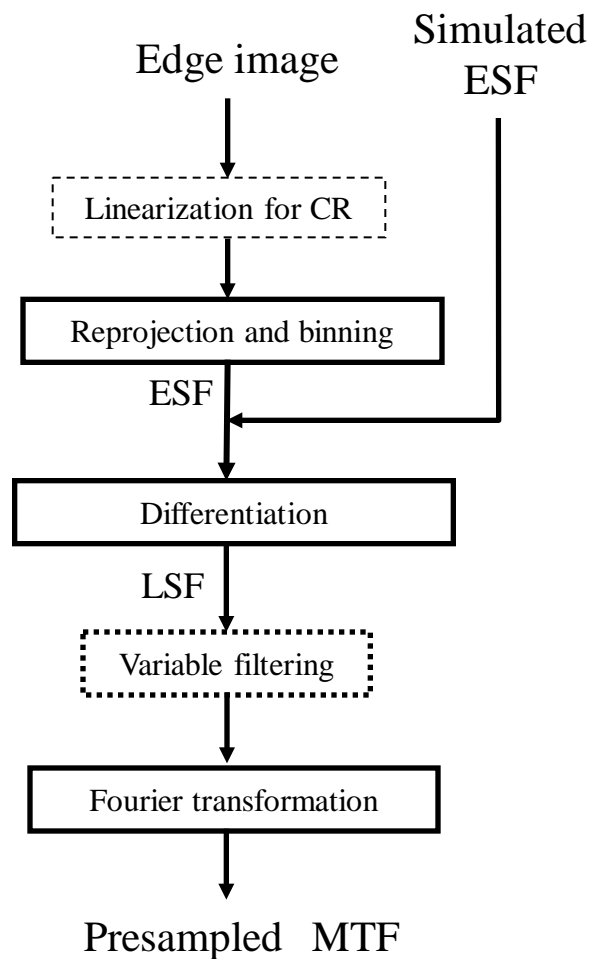 Simulated
ESF
Edge image
Linearization for CR
Reprojection and binning
ESF
Differentiation
LSF
Variable filtering
Fourier transformation
Presampled MTF